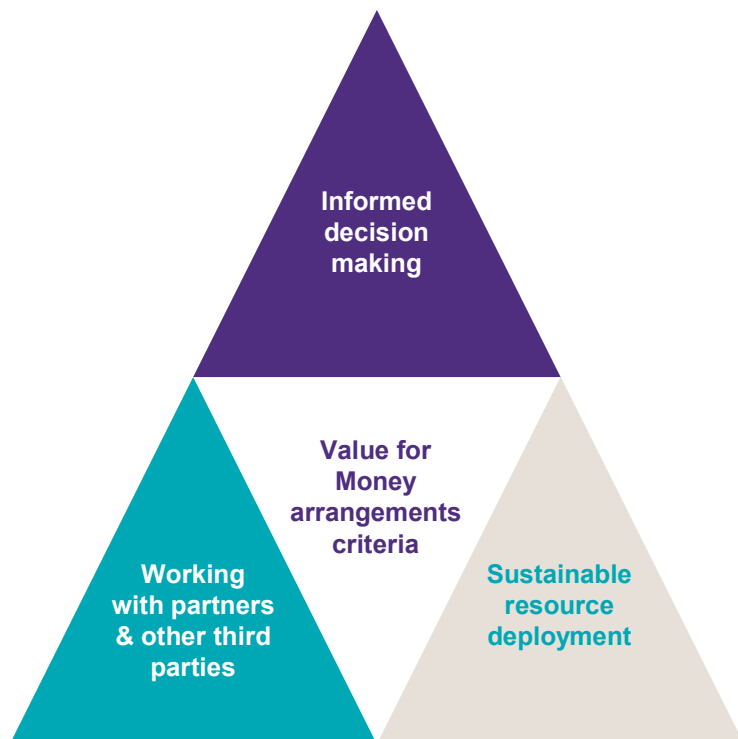 Informed
decision
making
Value for
Money
arrangements
criteria
Working
with partners
& other third
parties
Sustainable
resource
deployment